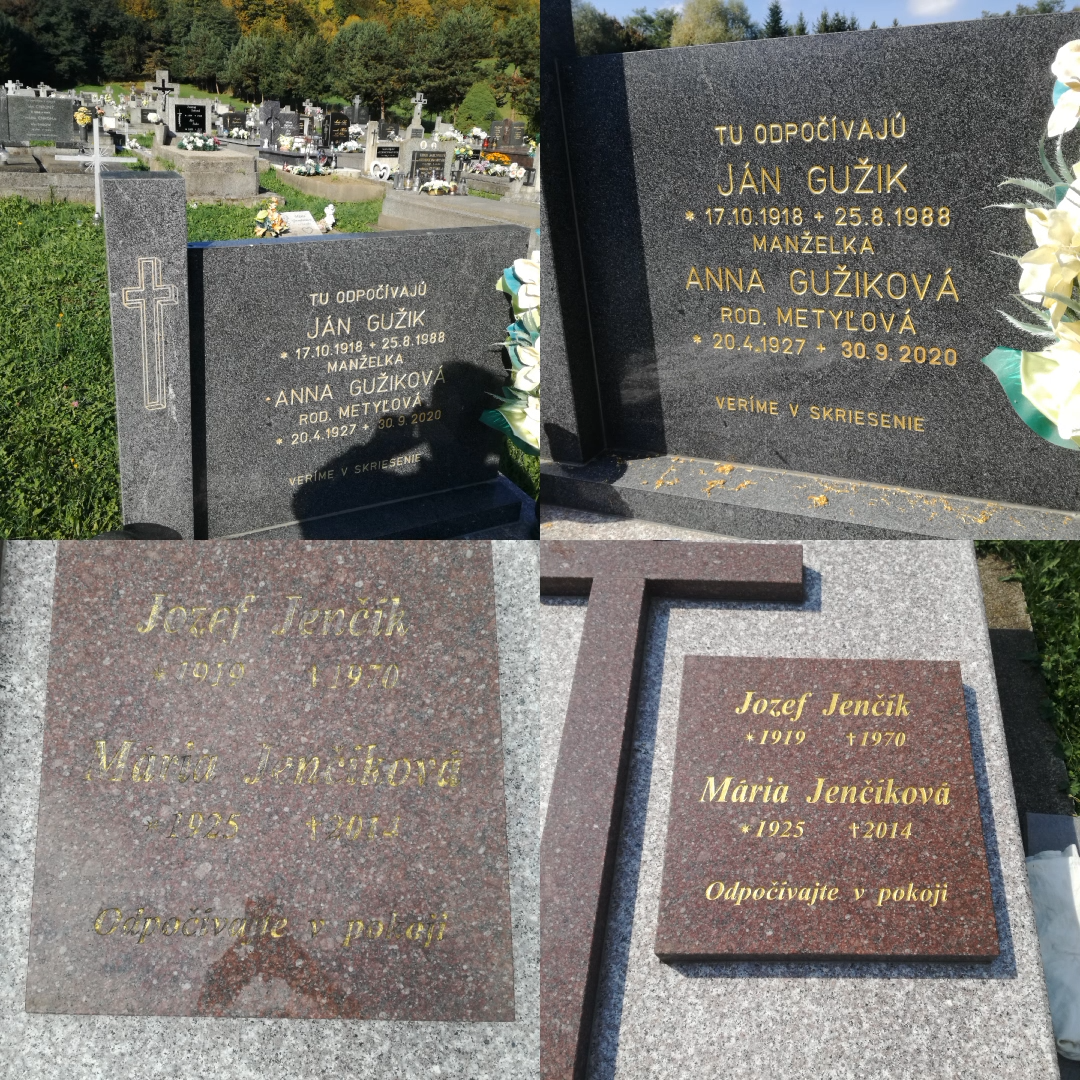 TU ODPOČÍVAJÚ
JÁN GUŽIK
* 17.10.1918 + 25.8.1988
MANŽELKA
ANNA GUŽIKOVÁ
ROD. METYĽOVÁ
* 20.4.1927 + 30.9.2020
VERÍME V SKRIESENIE
TU ODPOČÍVAJÚ
JÁN GUŽIK
* 17.10.1918 + 25.8.1988
MANŽELKA
ANNA GUŽIKOVÁ
ROD. METYĽOVÁ
* 20.4.1927 + 30.9.2020
VERÍME V SKRIESENIE
Jozef Jenčík
*1919 †1970
Mária Jenčíková
*1925 †2014
Odpočívajte v pokoji
Jozef Jenčík
*1919 †1970
Mária Jenčíková
*1925 †2014
Odpočívajte v pokoji